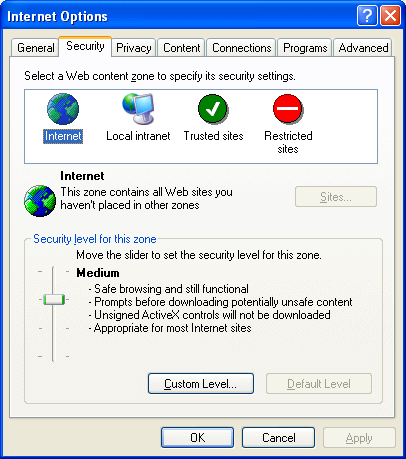 Internet Options
General Security Privacy Content Connections Programs Advanced
Select a Web content zone to specify its security settings.
Internet Local intranet Trusted sites Restricted sites
Internet
This zone contains all Web sites you
haven't placed in other zones
Sites...
Security level for this zone
Move the slider to set the security level for this zone.
Medium
- Safe browsing and still functional
- Prompts before downloading potentially unsafe content
- Unsigned ActiveX controls will not be downloaded
- Appropriate for most Internet sites
Custom Level... Default Level
OK Cancel Apply